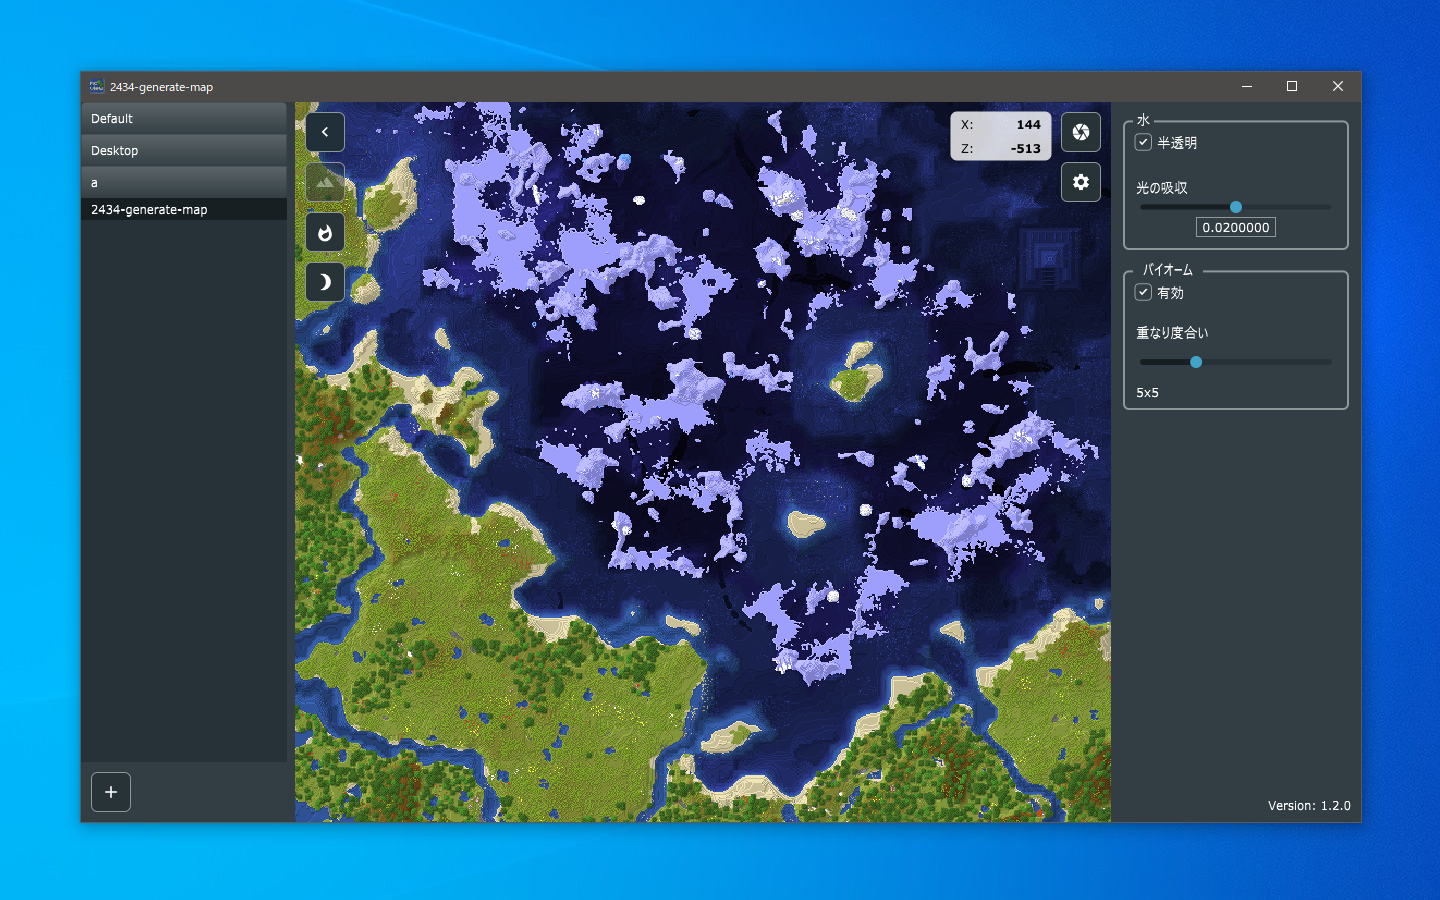 2434-generate-map
Default
Desktop
a
2434-generate-map
X: 144
Z: -513
水
半透明
光の吸収
0.0200000
バイオーム
有効
重なり度合い
5x5
Version: 1.2.0